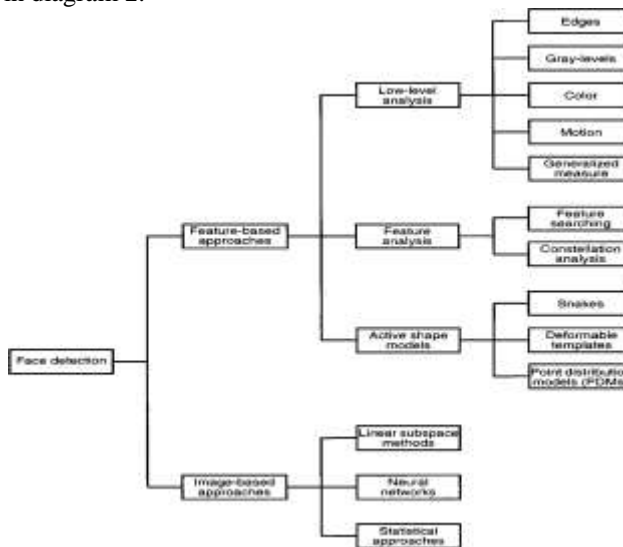 in diagram 2.
Edges
Gray-levels
Low-level
analysis
Color
Motion
Generalized
measure
Feature-based
approaches
Feature
analysis
Feature
searching
Constellation
analysis
Active shape
models
Snakes
Deformable
templates
Point distribution
models (PDMs
Face detection
Image-based
approaches
Linear subspace
methods
Neural
networks
Statistical
approaches